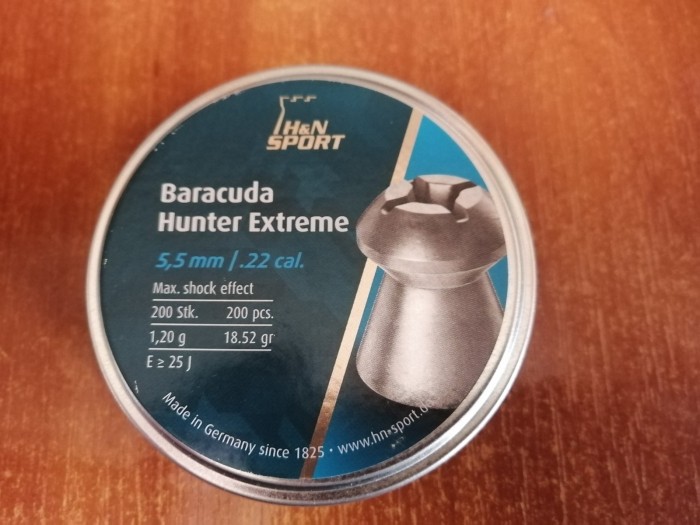 H&N
SPORT
Baracuda
Hunter Extreme
5,5 mm / .22 cal.
Max. shock effect
200 Stk. 200 pcs.
1,20 g 18.52 gr
E ≥ 25 J
Made in Germany since 1825 • www.hn-sport.de